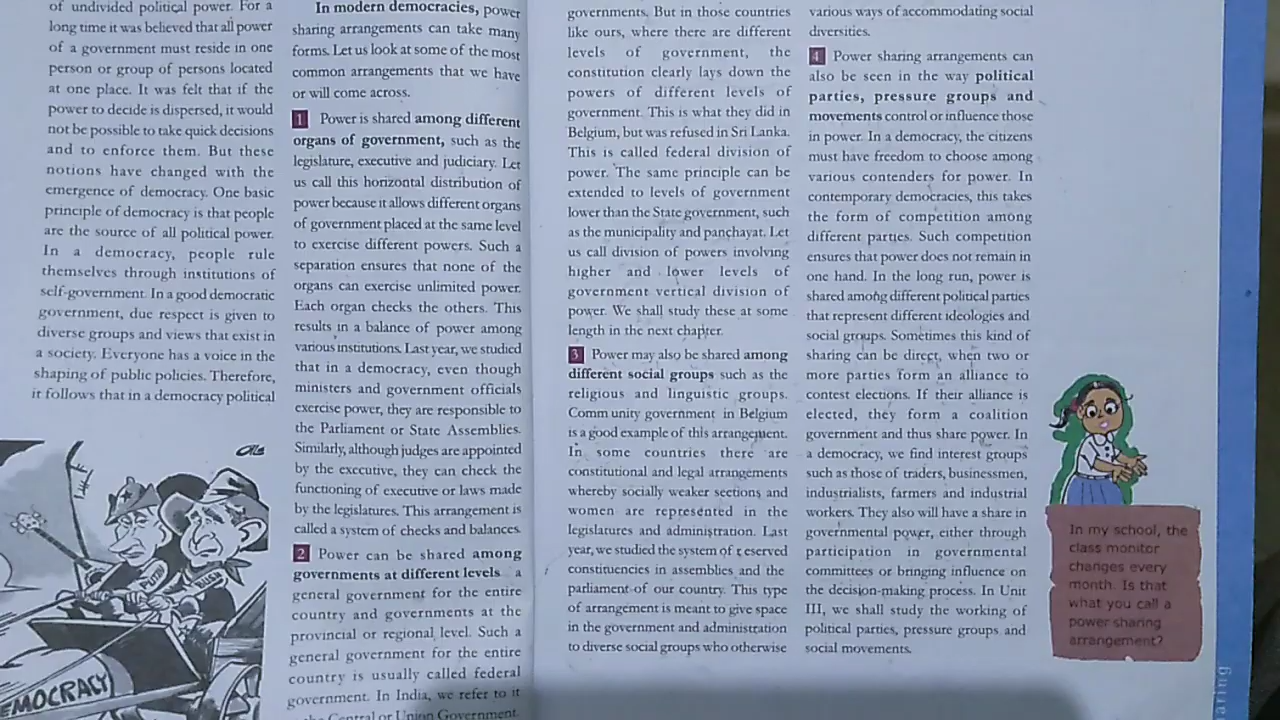 of undivided political power. For a
long time it was believed that all power
of a government must reside in one
person or group of persons located
at one place. It was felt that if the
power to decide is dispersed, it would
not be possible to take quick decisions
and to enforce them. But these
notions have changed with the
emergence of democracy. One basic
principle of democracy is that people
are the source of all political power.
In a democracy, people rule
themselves through institutions of
self-government. In a good democratic
government, due respect is given to
diverse groups and views that exist in
a society. Everyone has a voice in the
shaping of public policies. Therefore,
it follows that in a democracy political
EMOCRACY
In modern democracies, power
sharing arrangements can take many
forms. Let us look at some of the most
common arrangements that we have
or will come across.
1 Power is shared among different
organs of government, such as the
legislature, executive and judiciary. Let
us call this horizontal distribution of
power because it allows different organs
of government placed at the same level
to exercise different powers. Such a
separation ensures that none of the
organs can exercise unlimited power.
Each organ checks the others. This
results in a balance of power among
various institutions. Last year, we studied
that in a democracy, even though
ministers and government officials
exercise power, they are responsible to
the Parliament or State Assemblies.
Similarly, although judges are appointed
by the executive, they can check the
functioning of executive or laws made
by the legislatures. This arrangement is
called a system of checks and balances.
2 Power can be shared among
governments at different levels a
general government for the entire
country and governments at the
provincial or regional level. Such a
general government for the entire
country is usually called federal
government. In India, we refer to it
Central or Union Government
governments. But in those countries
like ours, where there are different
levels of government, the
constitution clearly lays down the
powers of different levels of
government. This is what they did in
Belgium, but was refused in Sri Lanka.
This is called federal division of
power. The same principle can be
extended to levels of government
lower than the State government, such
as the municipality and panchayat. Let
us call division of powers involving
higher and lower levels of
government vertical division of
power. We shall study these at some
length in the next chapter.
3 Power may also be shared among
different social groups such as the
religious and linguistic groups.
Comm unity government in Belgium
is a good example of this arrangement.
In some countries there are
constitutional and legal arrangements
whereby socially weaker sections and
women are represented in the
legislatures and administration. Last
year, we studied the system of reserved
constituencies in assemblies and the
parliament of our country. This type
of arrangement is meant to give space
in the government and administration
to diverse social groups who otherwise
various ways of accommodating social
diversities.
4 Power sharing arrangements can
also be seen in the way political
parties, pressure groups and
movements control or influence those
in power. In a democracy, the citizens
must have freedom to choose among
various contenders for power. In
contemporary democracies, this takes
the form of competition among
different parties. Such competition
ensures that power does not remain in
one hand. In the long run, power is
shared among different political parties
that represent different ideologies and
social groups. Sometimes this kind of
sharing can be direct, when two or
more parties form an alliance to
contest elections. If their alliance is
elected, they form a coalition
government and thus share power. In
a democracy, we find interest groups
such as those of traders, businessmen,
industrialists, farmers and industrial
workers. They also will have a share in
governmental power, either through
participation in governmental
committees or bringing influence on
the decision-making process. In Unit
III, we shall study the working of
political parties, pressure groups and
social movements.
In my school, the
class monitor
changes every
month. Is that
what you call a
power sharing
arrangement?
aring